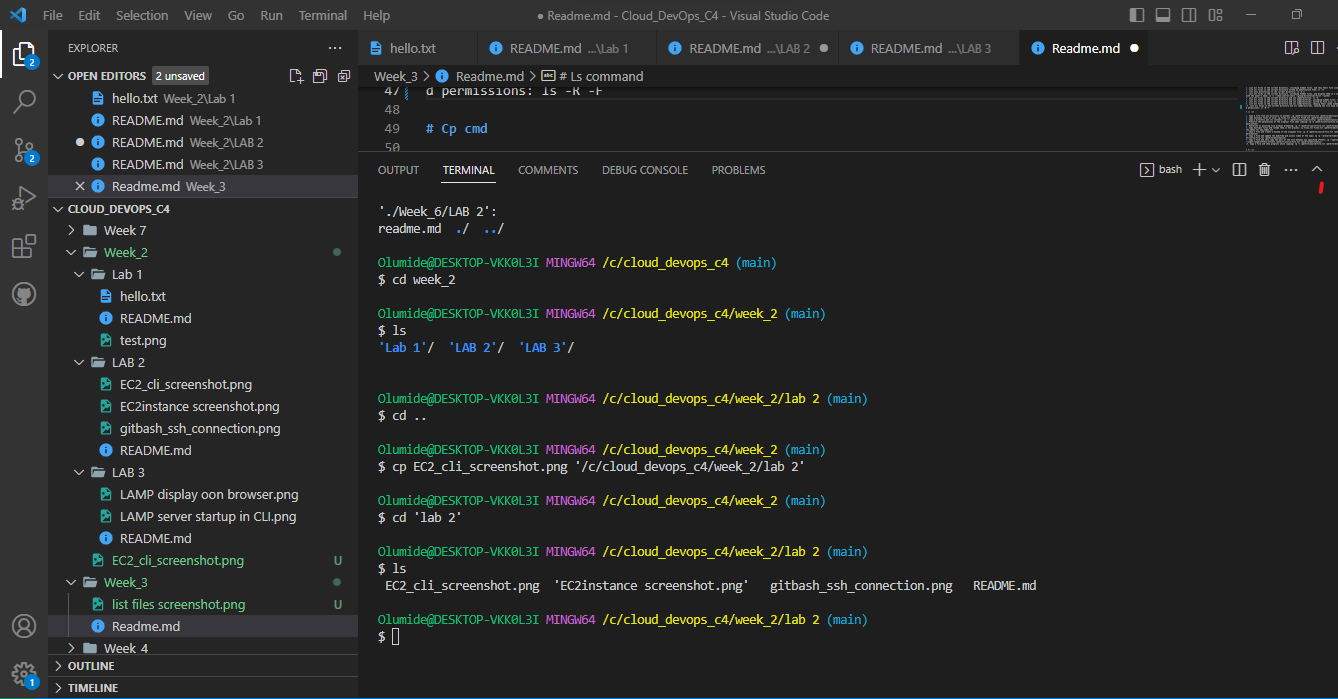 File Edit Selection View Go Run Terminal Help
● Readme.md - Cloud_DevOps_C4 - Visual Studio Code
EXPLORER
OPEN EDITORS 2 unsaved
hello.txt Week_2\Lab 1
README.md Week_2\Lab 1
README.md Week_2\LAB 2
README.md Week_2\LAB 3
Readme.md Week_3
CLOUD_DEVOPS_C4
Week 7
Week_2
Lab 1
hello.txt
README.md
test.png
LAB 2
EC2_cli_screenshot.png
EC2instance screenshot.png
gitbash_ssh_connection.png
README.md
LAB 3
LAMP display oon browser.png
LAMP server startup in CLI.png
README.md
EC2_cli_screenshot.png U
Week_3
list files screenshot.png U
Readme.md
Week 4
OUTLINE
TIMELINE
2
2
1
hello.txt README.md ...\Lab 1 README.md ...\LAB 2 README.md ...\LAB 3 Readme.md
Week_3 > Readme.md > # Ls command
47 d permissions: ls -R -F
48
49 # Cp cmd
50
OUTPUT TERMINAL COMMENTS DEBUG CONSOLE PROBLEMS bash
'./Week_6/LAB 2':
readme.md ./ ../
Olumide@DESKTOP-VKK0L3I MINGW64 /c/cloud_devops_c4 (main)
$ cd week_2
Olumide@DESKTOP-VKK0L3I MINGW64 /c/cloud_devops_c4/week_2 (main)
$ ls
'Lab 1'/ 'LAB 2'/ 'LAB 3'/
Olumide@DESKTOP-VKK0L3I MINGW64 /c/cloud_devops_c4/week_2/lab 2 (main)
$ cd ..
Olumide@DESKTOP-VKK0L3I MINGW64 /c/cloud_devops_c4/week_2 (main)
$ cp EC2_cli_screenshot.png '/c/cloud_devops_c4/week_2/lab 2'
Olumide@DESKTOP-VKK0L3I MINGW64 /c/cloud_devops_c4/week_2 (main)
$ cd 'lab 2'
Olumide@DESKTOP-VKK0L3I MINGW64 /c/cloud_devops_c4/week_2/lab 2 (main)
$ ls
EC2_cli_screenshot.png 'EC2instance screenshot.png' gitbash_ssh_connection.png README.md
Olumide@DESKTOP-VKK0L3I MINGW64 /c/cloud_devops_c4/week_2/lab 2 (main)
$